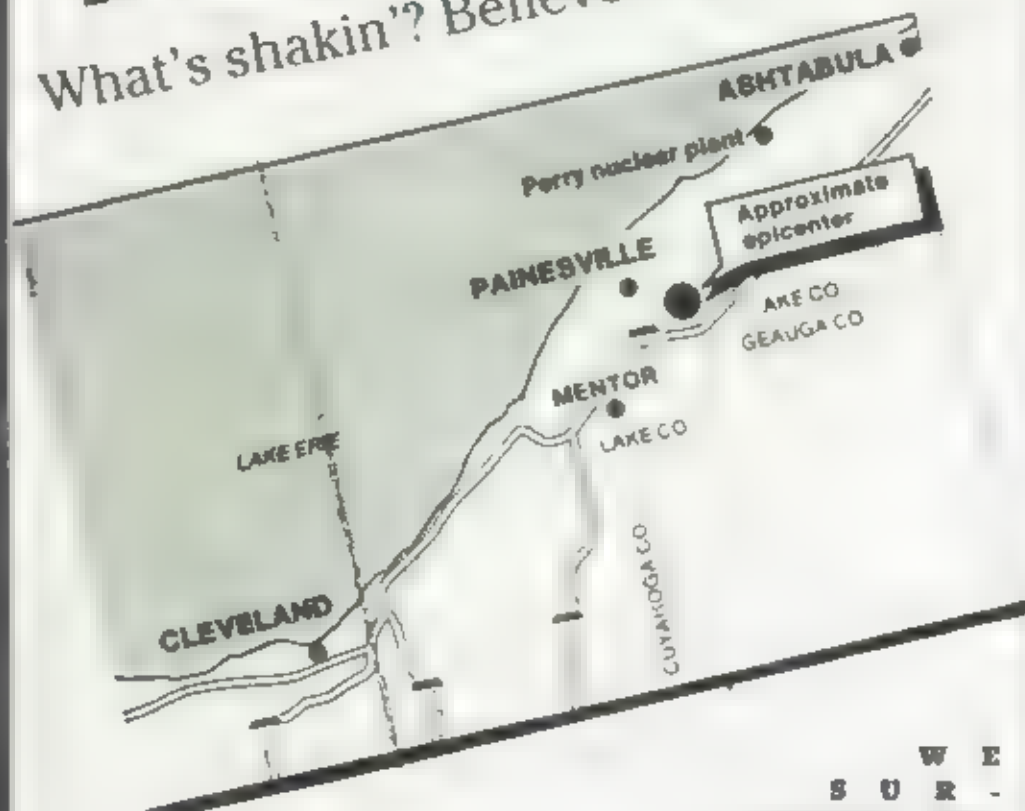 What's shakin'?
ASHTABULA
Perry nuclear plant
Approximate
epicenter
PAINESVILLE
AKE CO
GEAUGA CO
MENTOR
LAKE CO
LAKE ERIE
CUYAHOGA CO
CLEVELAND
W E
S U R -